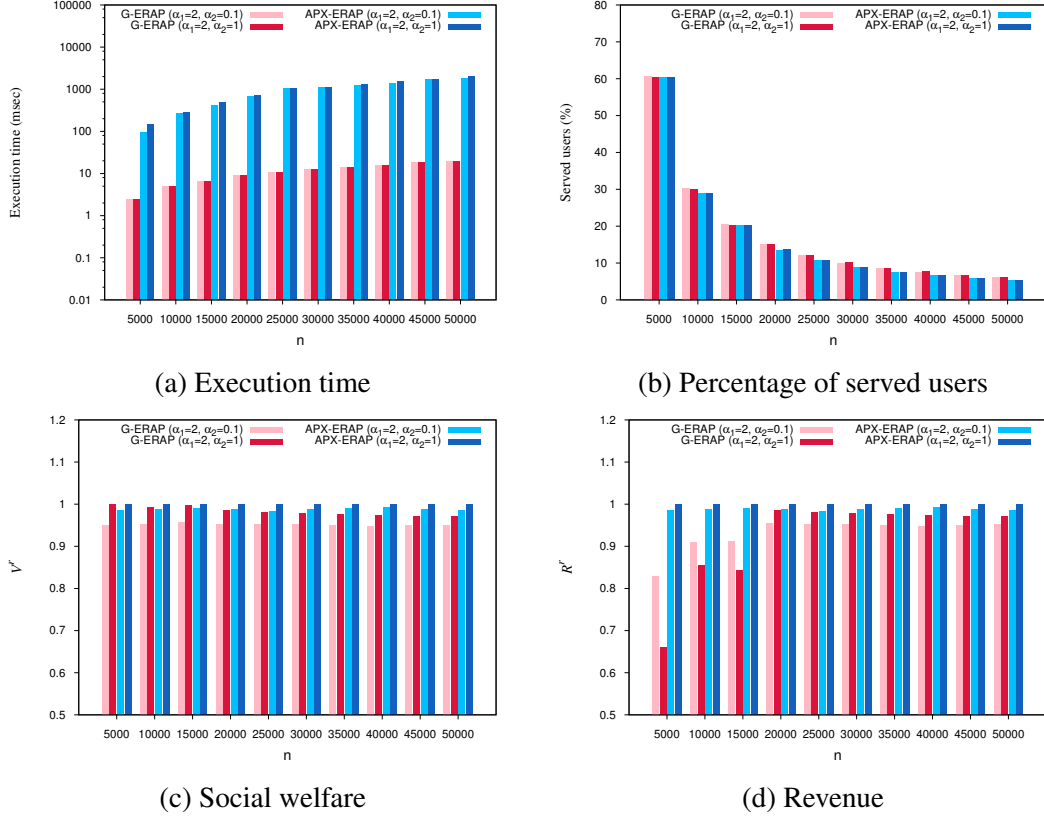 G-ERAP (α₁=2, α₂=0.1)
G-ERAP (α₁=2, α₂=1)
APX-ERAP (α₁=2, α₂=0.1)
APX-ERAP (α₁=2, α₂=1)
100000
10000
1000
100
10
1
0.1
0.01
Execution time (msec)
5000 10000 15000 20000 25000 30000 35000 40000 45000 50000
n
(a) Execution time
G-ERAP (α₁=2, α₂=0.1)
G-ERAP (α₁=2, α₂=1)
APX-ERAP (α₁=2, α₂=0.1)
APX-ERAP (α₁=2, α₂=1)
80
70
60
50
40
30
20
10
0
Served users (%)
5000 10000 15000 20000 25000 30000 35000 40000 45000 50000
n
(b) Percentage of served users
G-ERAP (α₁=2, α₂=0.1)
G-ERAP (α₁=2, α₂=1)
APX-ERAP (α₁=2, α₂=0.1)
APX-ERAP (α₁=2, α₂=1)
1.2
1.1
1
0.9
0.8
0.7
0.6
0.5
Vʳ
5000 10000 15000 20000 25000 30000 35000 40000 45000 50000
n
(c) Social welfare
G-ERAP (α₁=2, α₂=0.1)
G-ERAP (α₁=2, α₂=1)
APX-ERAP (α₁=2, α₂=0.1)
APX-ERAP (α₁=2, α₂=1)
1.2
1.1
1
0.9
0.8
0.7
0.6
0.5
Rʳ
5000 10000 15000 20000 25000 30000 35000 40000 45000 50000
n
(d) Revenue